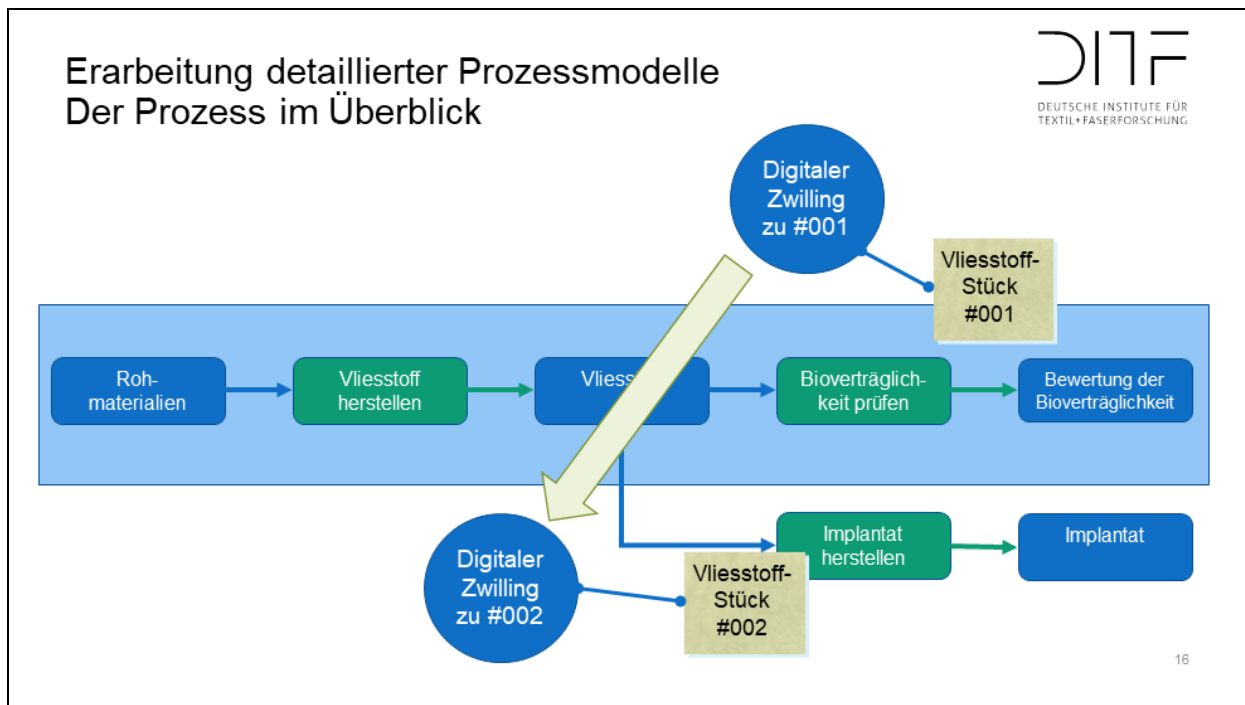 Erarbeitung detaillierter Prozessmodelle
Der Prozess im Überblick
DITF
DEUTSCHE INSTITUTE FÜR
TEXTIL+FASERFORSCHUNG
Digitaler
Zwilling
zu #001
Vliesstoff-
Stück
#001
Roh-
materialien
Vliesstoff
herstellen
Bioverträglich-
keit prüfen
Bewertung der
Bioverträglichkeit
Digitaler
Zwilling
zu #002
Vliesstoff-
Stück
#002
Implantat
herstellen
Implantat
16